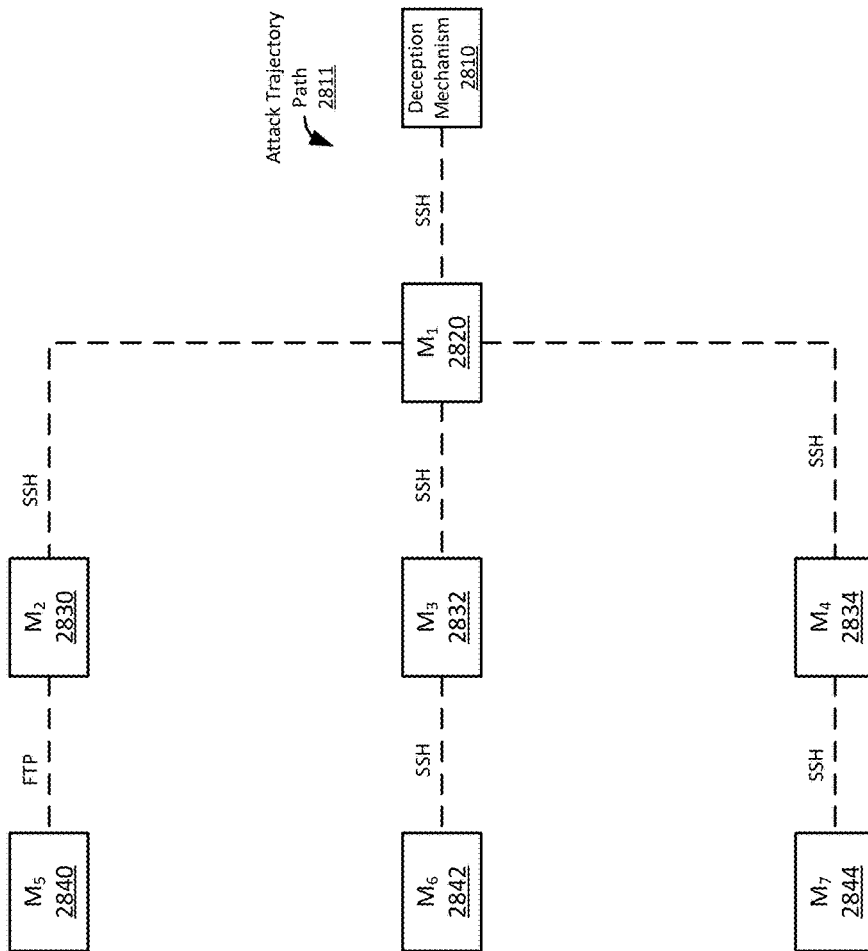 Attack Trajectory
Path
2811
Deception
Mechanism
2810
SSH
M₁
2820
SSH
SSH
SSH
M₂
2830
M₃
2832
M₄
2834
FTP
SSH
SSH
M₅
2840
M₆
2842
M₇
2844